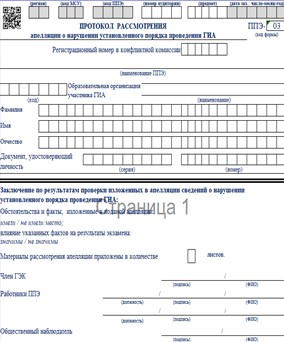 (регион) (код МСУ) (код ППЭ) (номер аудитории) (предмет) (дата экз. число-месяц-год)
ПРОТОКОЛ РАССМОТРЕНИЯ
апелляции о нарушении установленного порядка проведения ГИА
ППЭ- 03
(код формы)
Регистрационный номер в конфликтной комиссии
(наименование ППЭ)
Образовательная организация
участника ГИА
(код) (наименование)
Фамилия
Имя
Отчество
Документ, удостоверяющий
личность
(серия) (номер)
Заключение по результатам проверки изложенных в апелляции сведений о нарушении
установленного порядка проведения ГИА:
Обстоятельства и факты, изложенные в данной апелляции
имели / не имели место;
влияние указанных фактов на результаты экзамена:
значимы / не значимы
Страница 1
Материалы рассмотрения апелляции приложены в количестве листов.
Член ГЭК /
(подпись) (ФИО)
Работники ППЭ / /
(должность) (подпись) (ФИО)
/ /
(должность) (подпись) (ФИО)
/ /
(должность) (подпись) (ФИО)
Общественный наблюдатель /
(подпись) (ФИО)